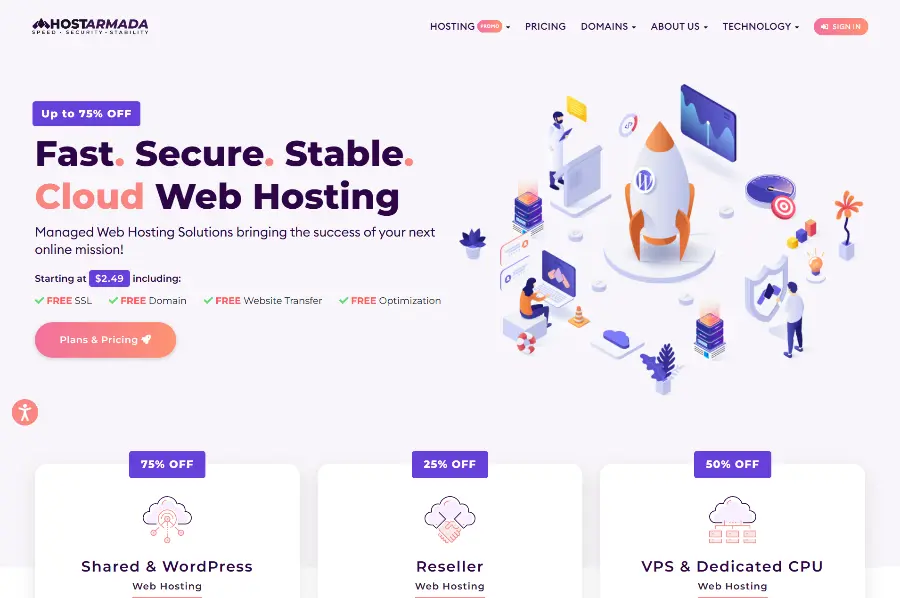 HOSTARMADA
SPEED • SECURITY • STABILITY
HOSTING PROMO PRICING DOMAINS ABOUT US TECHNOLOGY SIGN IN
Up to 75% OFF
Fast. Secure. Stable.
Cloud Web Hosting
Managed Web Hosting Solutions bringing the success of your next
online mission!
Starting at $2.49 including:
FREE SSL FREE Domain FREE Website Transfer FREE Optimization
Plans & Pricing
75% OFF 25% OFF 50% OFF
Shared & WordPress Reseller VPS & Dedicated CPU
Web Hosting Web Hosting Web Hosting